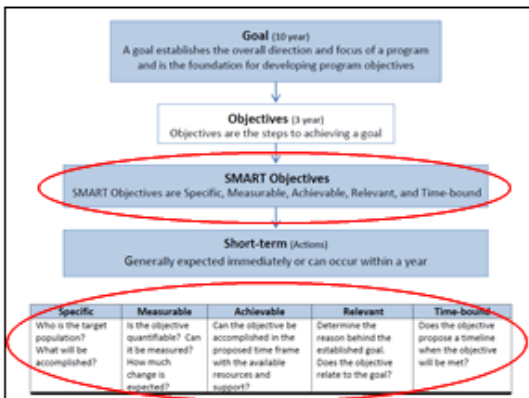 Goal (10 year)
A goal establishes the overall direction and focus of a program
and is the foundation for developing program objectives
Objectives (3 year)
Objectives are the steps to achieving a goal
SMART Objectives
SMART Objectives are Specific, Measurable, Achievable, Relevant, and Time-bound
Short-term (Actions)
Generally expected immediately or can occur within a year
Specific
Who is the target
population?
What will be
accomplished?
Measurable
Is the objective
quantifiable? Can
it be measured?
How much
change is
expected?
Achievable
Can the objective be
accomplished in the
proposed time frame
with the available
resources and
support?
Relevant
Determine the
reason behind the
established goal.
Does the objective
relate to the goal?
Time-bound
Does the objective
propose a timeline
when the objective
will be met?